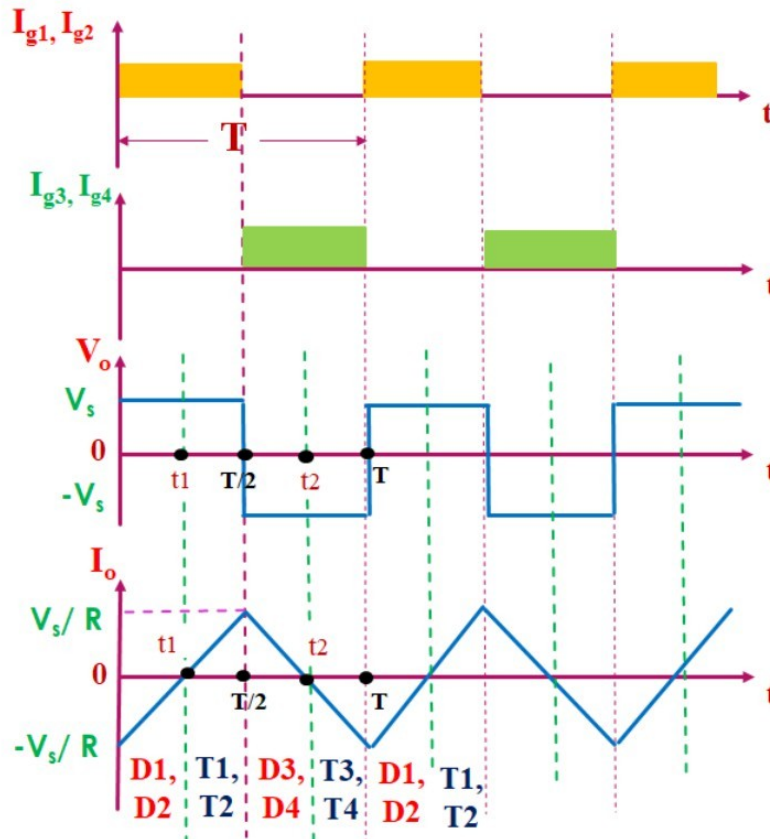 Ig1, Ig2
t
T
Ig3, Ig4
t
Vo
Vs
0
t1 T/2 t2 T
t
-Vs
Io
Vs/ R
t1 t2
0
T/2 T
t
-Vs/ R
D1, T1, D3, T3, D1, T1,
D2 T2 D4 T4 D2 T2